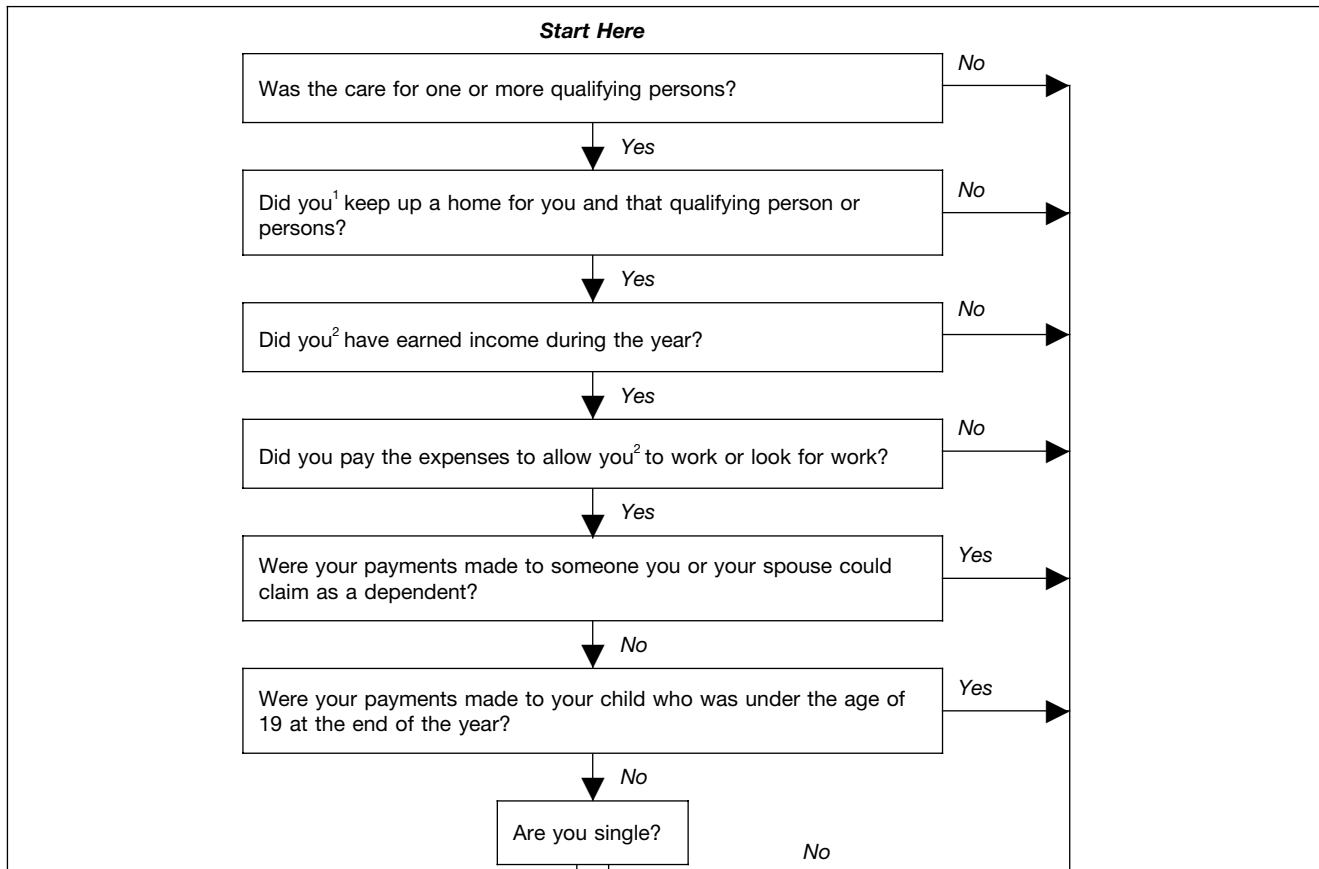 Start Here
Was the care for one or more qualifying persons?
No
Yes
Did you¹ keep up a home for you and that qualifying person or
persons?
No
Yes
Did you² have earned income during the year?
No
Yes
Did you pay the expenses to allow you² to work or look for work?
No
Yes
Were your payments made to someone you or your spouse could
claim as a dependent?
Yes
No
Were your payments made to your child who was under the age of
19 at the end of the year?
Yes
No
Are you single?
No